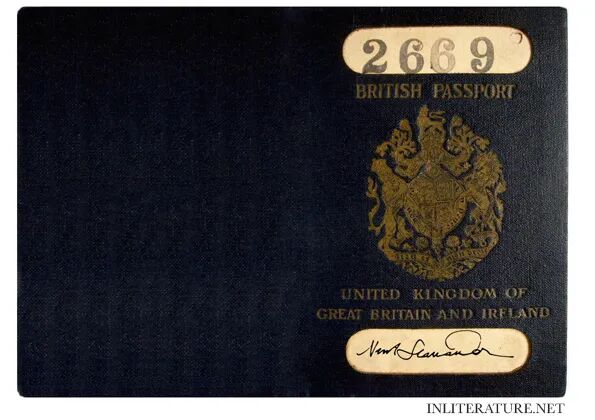 2669
BRITISH PASSPORT
UNITED KINGDOM OF
GREAT BRITAIN AND IRELAND
Newt Scamander
INLITERATURE.NET